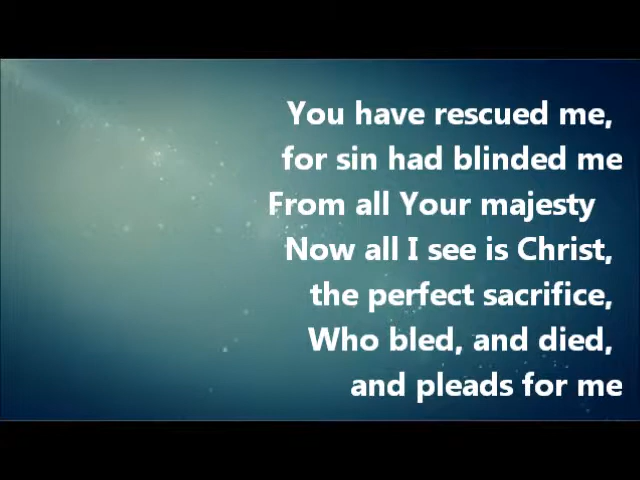 You have rescued me,
for sin had blinded me
From all Your majesty
Now all I see is Christ,
the perfect sacrifice,
Who bled, and died,
and pleads for me